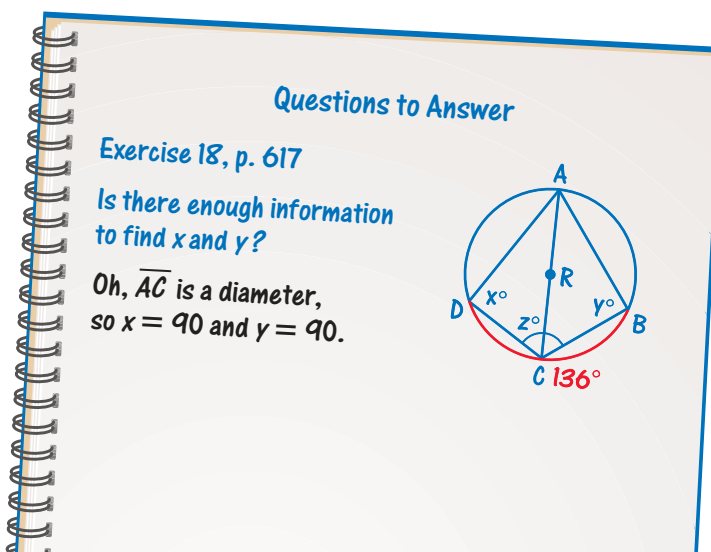 Questions to Answer
Exercise 18, p. 617
Is there enough information
to find x and y?
Oh, AC is a diameter,
so x = 90 and y = 90.
A
R
D
x°
y°
B
z°
C
136°